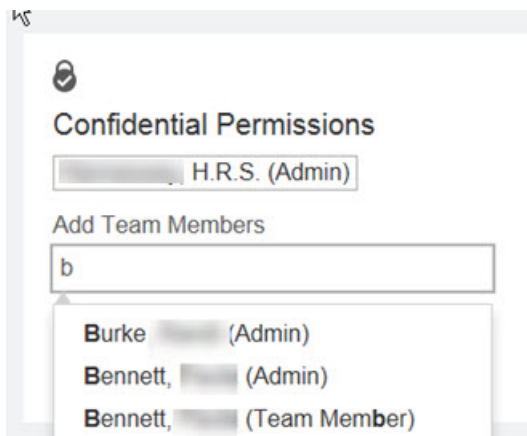 Confidential Permissions
H.R.S. (Admin)
Add Team Members
b
Burke (Admin)
Bennett, (Admin)
Bennett, (Team Member)